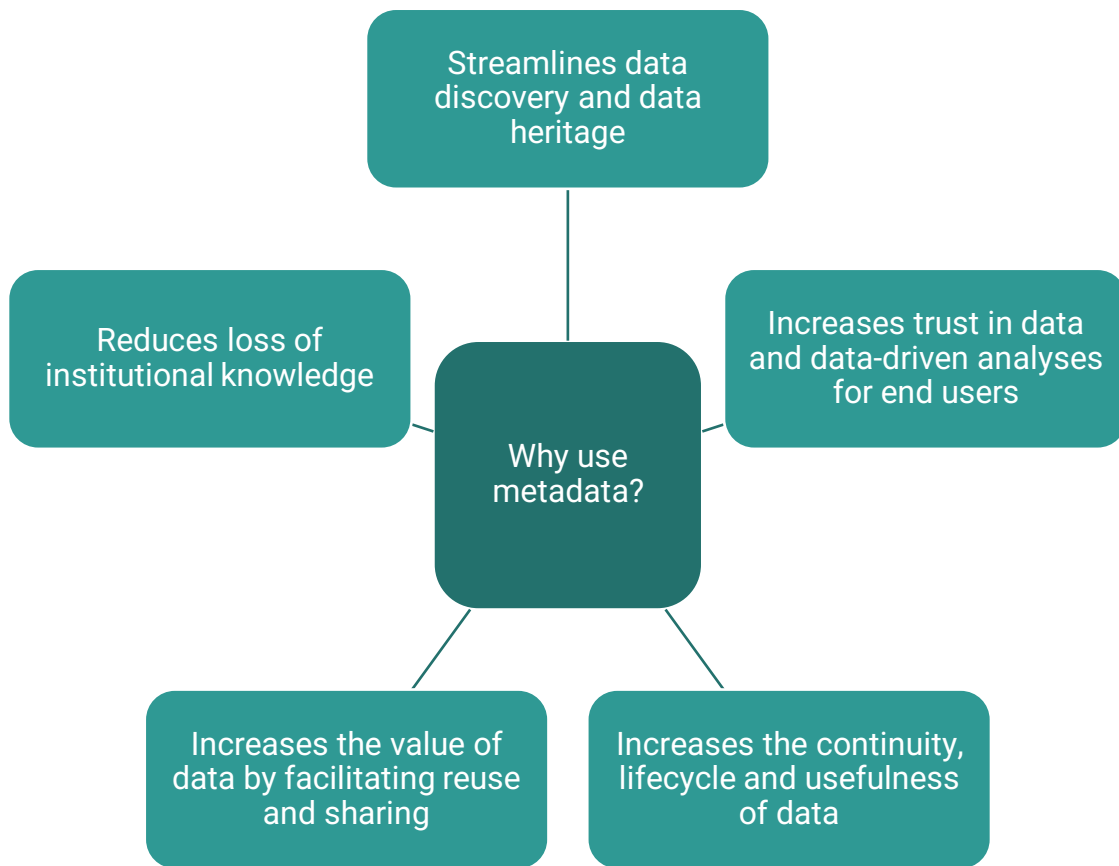 Streamlines data
discovery and data
heritage
Reduces loss of
institutional knowledge
Increases trust in data
and data-driven analyses
for end users
Why use
metadata?
Increases the value of
data by facilitating reuse
and sharing
Increases the continuity,
lifecycle and usefulness
of data